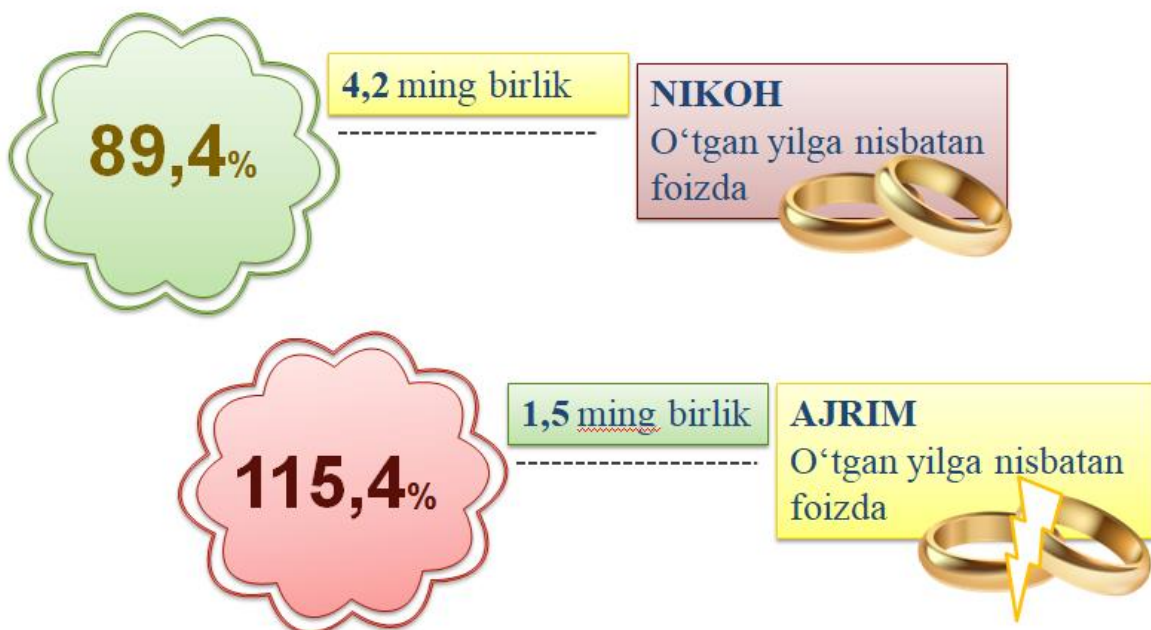 89,4%
4,2 ming birlik
NIKOH
O‘tgan yilga nisbatan
foizda
115,4%
1,5 ming birlik
AJRIM
O‘tgan yilga nisbatan
foizda